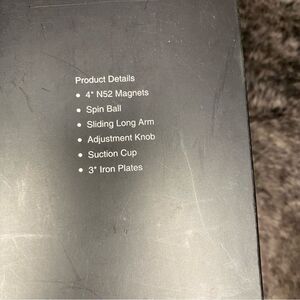 Product Details
• 4* N52 Magnets
• Spin Ball
• Sliding Long Arm
• Adjustment Knob
• Suction Cup
• 3* Iron Plates